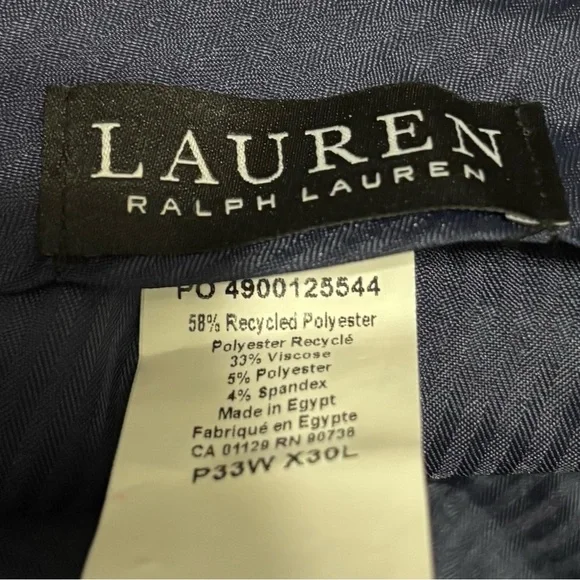 LAUREN
RALPH LAUREN
PO 4900125544
58% Recycled Polyester
Polyester Recyclé
33% Viscose
5% Polyester
4% Spandex
Made in Egypt
Fabriqué en Egypte
CA 01129 RN 90738
P33W X30L